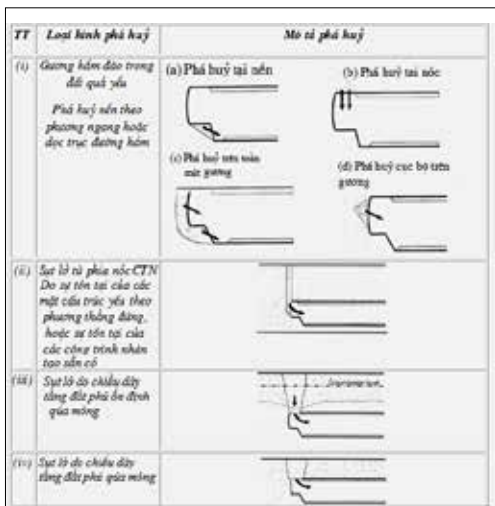 TT
Loại hình phá huỷ
Mô tả phá huỷ
(i)
Gương hầm đào trong
đất quá yếu
Phá huỷ nền theo
phương ngang hoặc
dọc trục đường hầm
(a) Phá huỷ tại nền
(b) Phá huỷ tại nóc
(c) Phá huỷ trên toàn
mặt gương
(d) Phá huỷ cục bộ trên
gương
(ii)
Sụt lở từ phía nóc CTN
Do sự tồn tại của các
mặt cấu trúc yếu theo
phương thẳng đứng,
hoặc sự tồn tại của
các công trình nhân
tạo sẵn có
(iii)
Sụt lở do chiều dày
tầng đất phủ ổn định
qúa mỏng
(iv)
Sụt lở do chiều dày
tầng đất phủ qúa mỏng